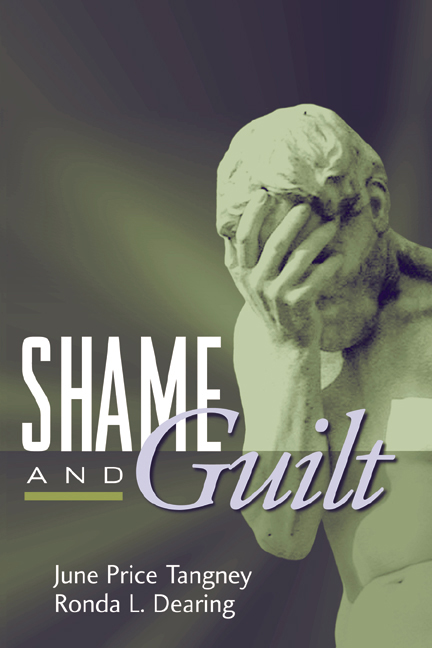 SHAME
AND Guilt
June Price Tangney
Ronda L. Dearing